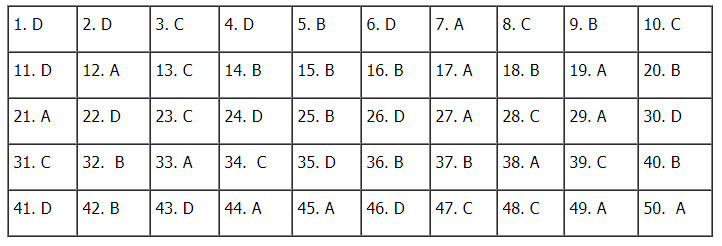 1. D 2. D 3. C 4. D 5. B 6. D 7. A 8. C 9. B 10. C
11. D 12. A 13. C 14. B 15. B 16. B 17. A 18. B 19. A 20. B
21. A 22. D 23. C 24. D 25. B 26. D 27. A 28. C 29. A 30. D
31. C 32. B 33. A 34. C 35. D 36. B 37. B 38. A 39. C 40. B
41. D 42. B 43. D 44. A 45. A 46. D 47. C 48. C 49. A 50. A